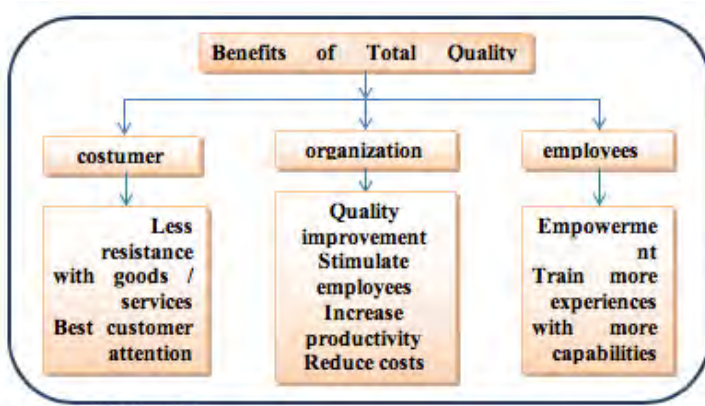 Benefits of Total Quality
costumer
organization
employees
Less
resistance
with goods /
services
Best customer
attention
Quality
improvement
Stimulate
employees
Increase
productivity
Reduce costs
Empowerme
nt
Train more
experiences
with more
capabilities